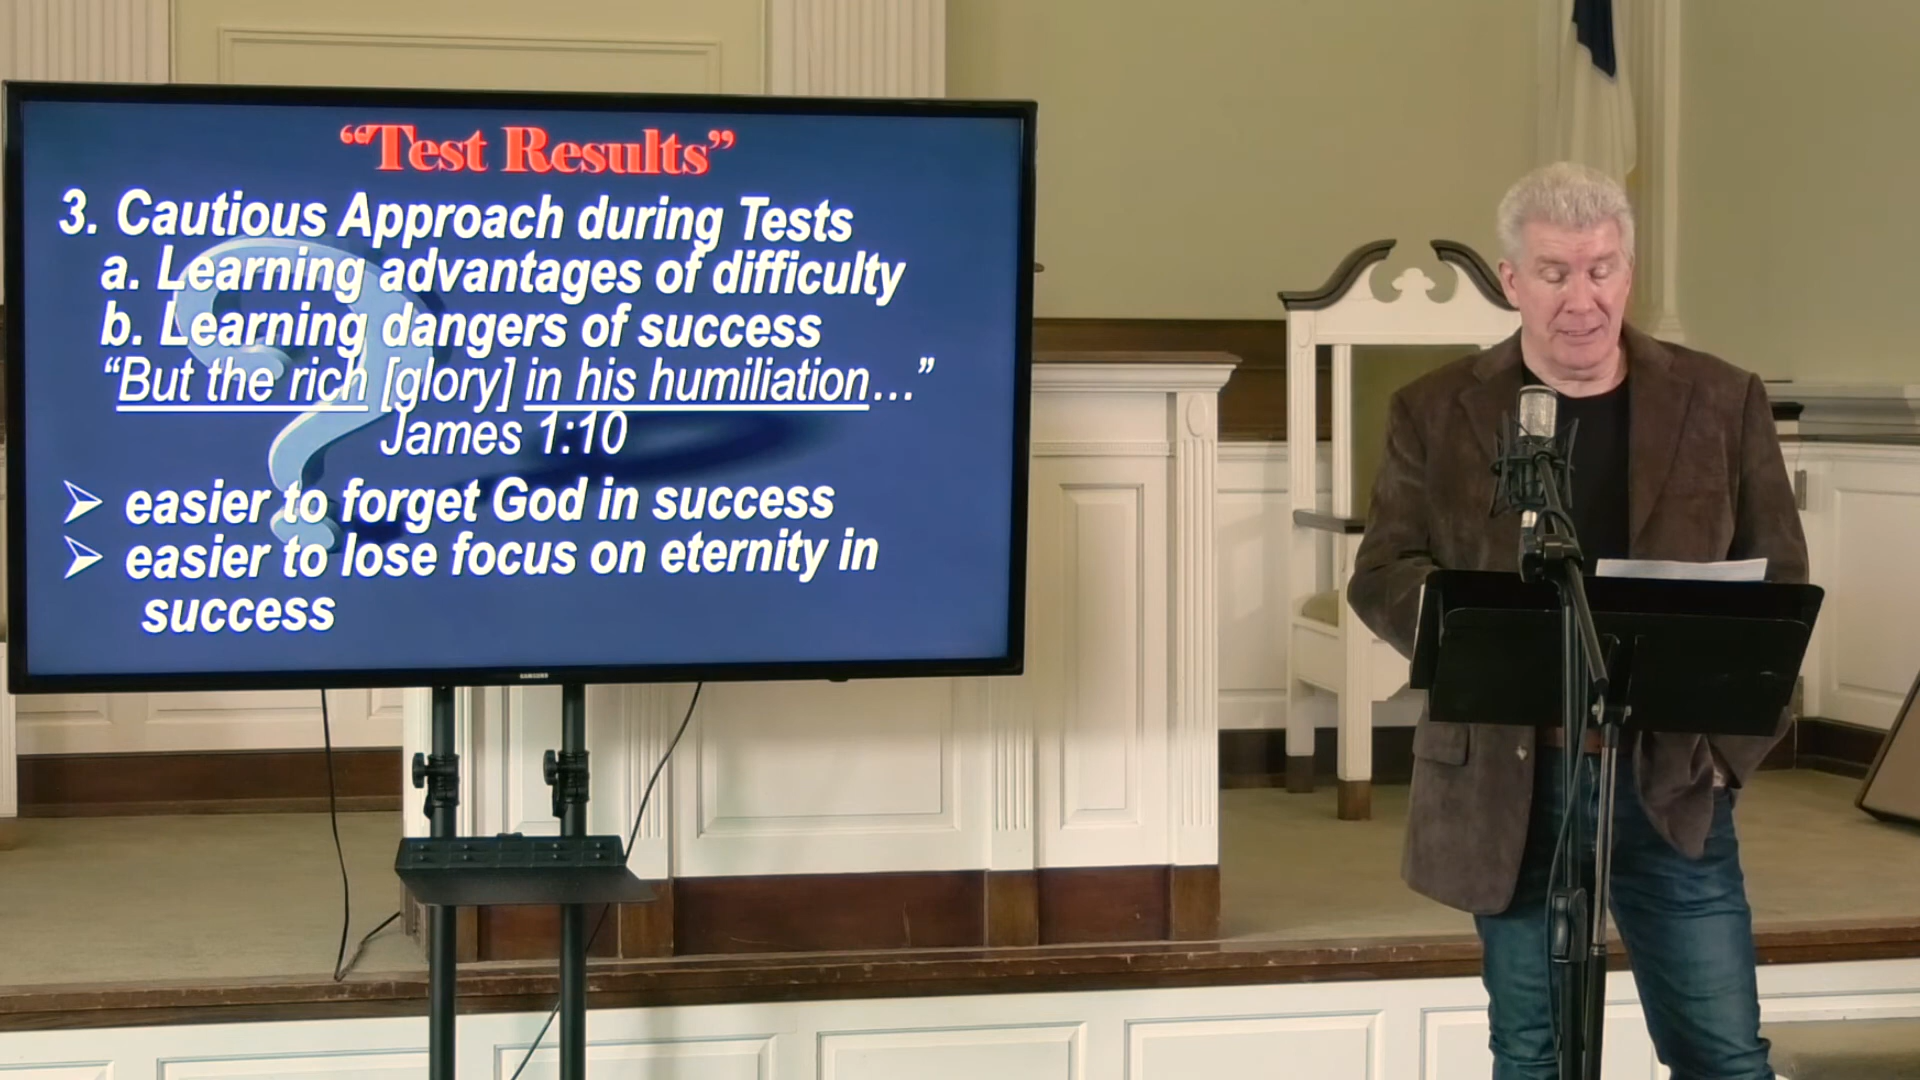 “Test Results”
3. Cautious Approach during Tests
a. Learning advantages of difficulty
b. Learning dangers of success
“But the rich [glory] in his humiliation…”
James 1:10
➢ easier to forget God in success
➢ easier to lose focus on eternity in
success
SAMSUNG